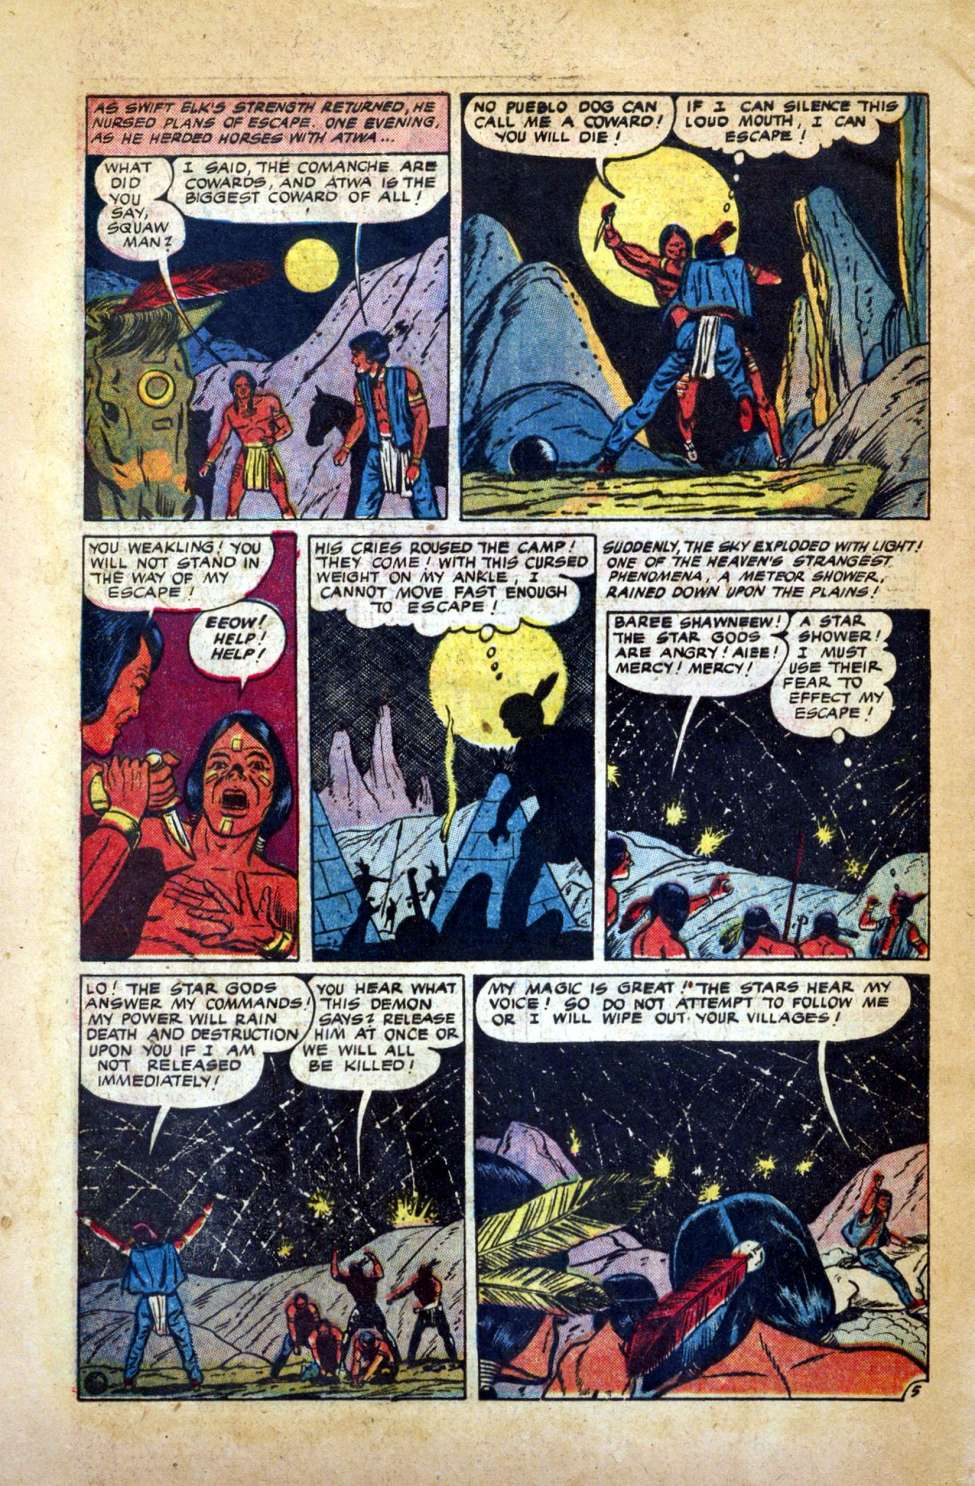 AS SWIFT ELK'S STRENGTH RETURNED, HE
NURSED PLANS OF ESCAPE. ONE EVENING,
AS HE HERDED HORSES WITH ATWA...
WHAT
DID
YOU
SAY,
SQUAW
MAN?
I SAID, THE COMANCHE ARE
COWARDS, AND ATWA IS THE
BIGGEST COWARD OF ALL!
NO PUEBLO DOG CAN
CALL ME A COWARD!
YOU WILL DIE!
IF I CAN SILENCE THIS
LOUD MOUTH, I CAN
ESCAPE!
YOU WEAKLING! YOU
WILL NOT STAND IN
THE WAY OF MY
ESCAPE!
EEOW!
HELP!
HELP!
HIS CRIES ROUSED THE CAMP!
THEY COME! WITH THIS CURSED
WEIGHT ON MY ANKLE, I
CANNOT MOVE FAST ENOUGH
TO ESCAPE!
SUDDENLY, THE SKY EXPLODED WITH LIGHT!
ONE OF THE HEAVEN'S STRANGEST
PHENOMENA, A METEOR SHOWER,
RAINED DOWN UPON THE PLAINS!
BAREE SHAWNEEW!
THE STAR GODS
ARE ANGRY! AIEE!
MERCY! MERCY!
A STAR
SHOWER!
I MUST
USE THEIR
FEAR TO
EFFECT MY
ESCAPE!
LO! THE STAR GODS
ANSWER MY COMMANDS!
MY POWER WILL RAIN
DEATH AND DESTRUCTION
UPON YOU IF I AM
NOT RELEASED
IMMEDIATELY!
YOU HEAR WHAT
THIS DEMON
SAYS? RELEASE
HIM AT ONCE OR
WE WILL ALL
BE KILLED!
MY MAGIC IS GREAT! THE STARS HEAR MY
VOICE! SO DO NOT ATTEMPT TO FOLLOW ME
OR I WILL WIPE OUT YOUR VILLAGES!
5